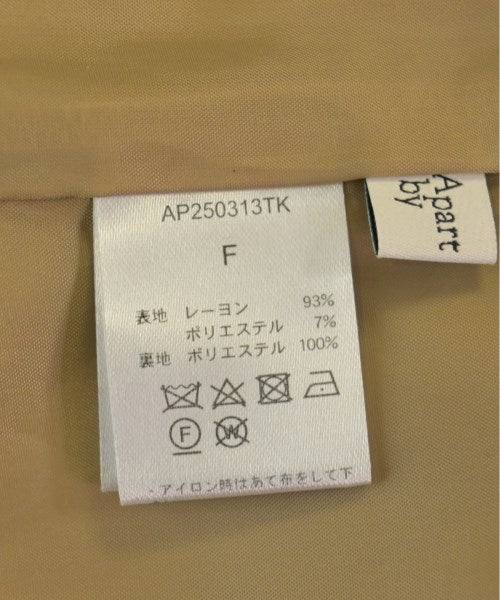 AP250313TK
F
表地 レーヨン 93%
ポリエステル 7%
裏地 ポリエステル 100%
F W
・アイロン時はあて布をして下
Apart
by